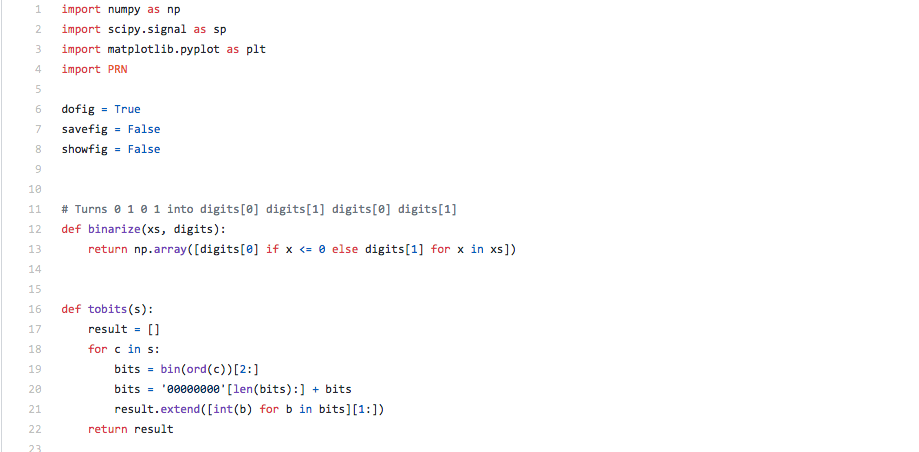 1 import numpy as np
2 import scipy.signal as sp
3 import matplotlib.pyplot as plt
4 import PRN
5
6 dofig = True
7 savefig = False
8 showfig = False
9
10
11 # Turns 0 1 0 1 into digits[0] digits[1] digits[0] digits[1]
12 def binarize(xs, digits):
13     return np.array([digits[0] if x <= 0 else digits[1] for x in xs])
14
15
16 def tobits(s):
17     result = []
18     for c in s:
19         bits = bin(ord(c))[2:]
20         bits = '00000000'[len(bits):] + bits
21         result.extend([int(b) for b in bits][1:])
22     return result
23